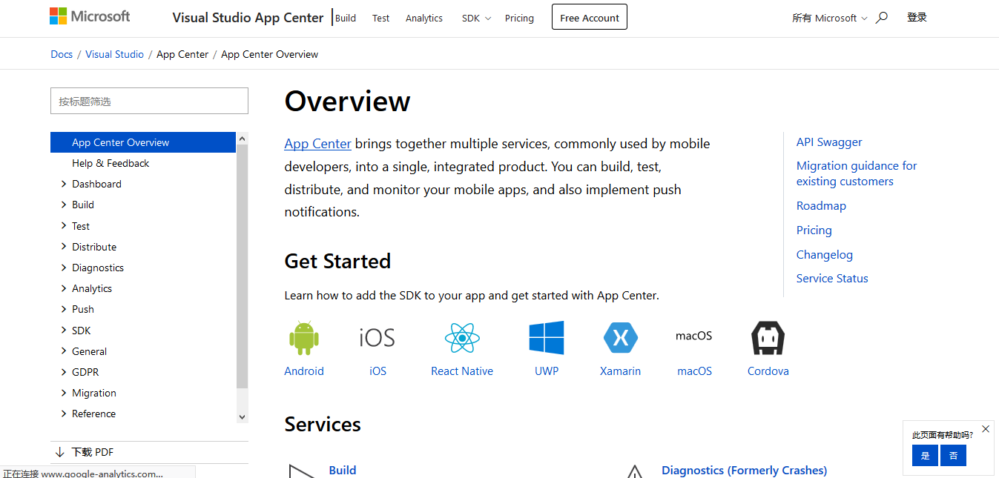 Microsoft
Visual Studio App Center
Build Test Analytics SDK Pricing Free Account
所有 Microsoft
登录
Docs / Visual Studio / App Center / App Center Overview
按标题筛选
App Center Overview
Help & Feedback
Dashboard
Build
Test
Distribute
Diagnostics
Analytics
Push
SDK
General
GDPR
Migration
Reference
下载 PDF
正在连接 www.google-analytics.com...
Overview
App Center brings together multiple services, commonly used by mobile
developers, into a single, integrated product. You can build, test,
distribute, and monitor your mobile apps, and also implement push
notifications.
Get Started
Learn how to add the SDK to your app and get started with App Center.
iOS
macOS
Android iOS React Native UWP Xamarin macOS Cordova
Services
Build
Diagnostics (Formerly Crashes)
API Swagger
Migration guidance for
existing customers
Roadmap
Pricing
Changelog
Service Status
此页面有帮助吗?
是 否